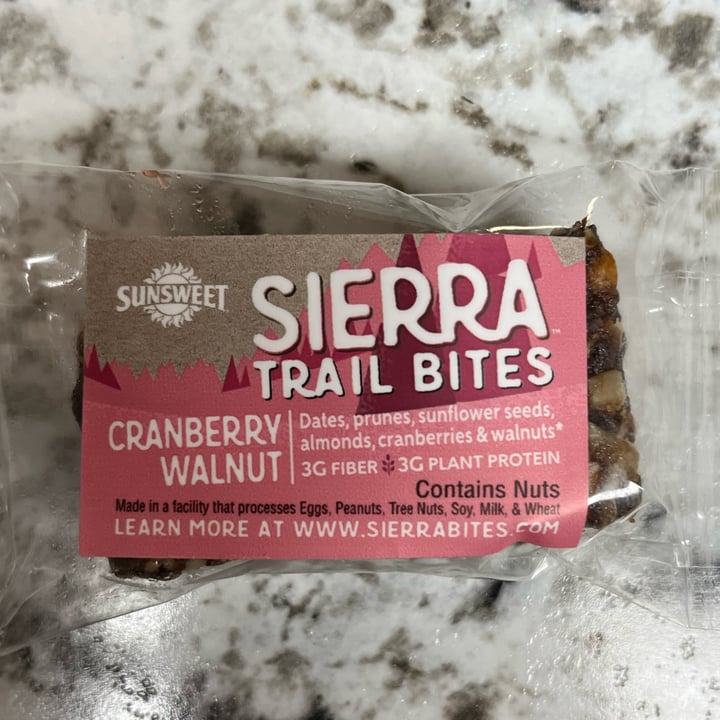 SUNSWEET
SIERRA™
TRAIL BITES
CRANBERRY
WALNUT
Dates, prunes, sunflower seeds,
almonds, cranberries & walnuts*
3G FIBER 3G PLANT PROTEIN
Contains Nuts
Made in a facility that processes Eggs, Peanuts, Tree Nuts, Soy, Milk, & Wheat
LEARN MORE AT WWW.SIERRABITES.COM